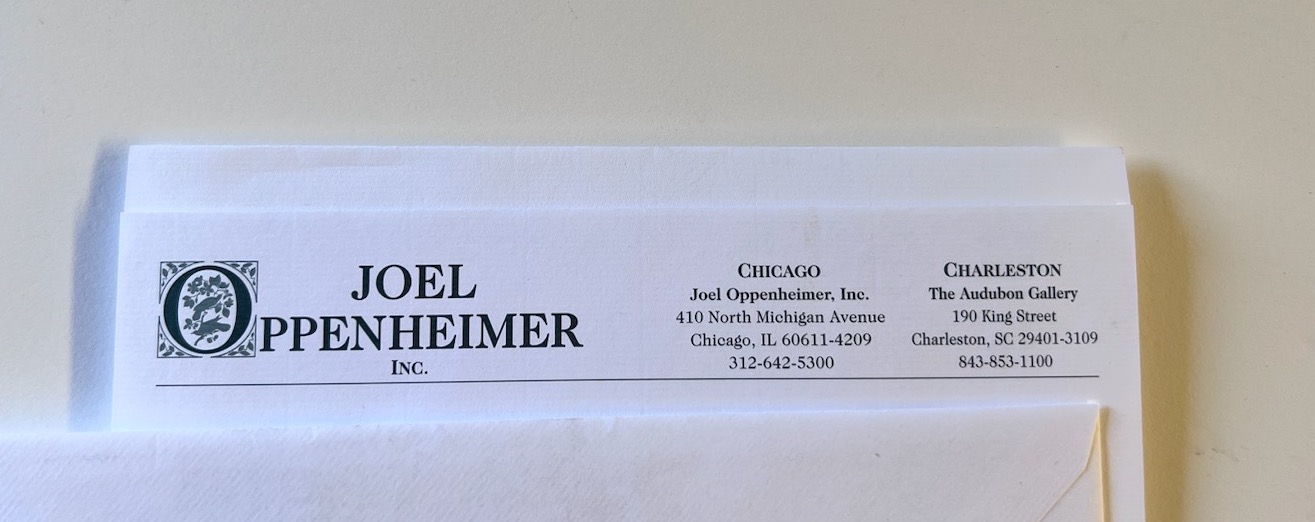 JOEL
OPPENHEIMER
INC.
CHICAGO
Joel Oppenheimer, Inc.
410 North Michigan Avenue
Chicago, IL 60611-4209
312-642-5300
CHARLESTON
The Audubon Gallery
190 King Street
Charleston, SC 29401-3109
843-853-1100